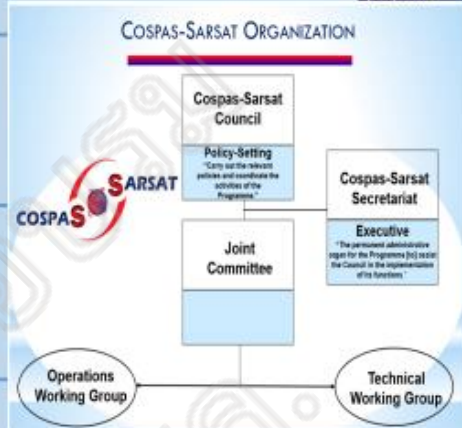 COSPAS-SARSAT ORGANIZATION
Cospas-Sarsat
Council
Policy-Setting
"Carry out the relevant
policies and coordinate the
activities of the
Programme."
COSPAS SARSAT
Cospas-Sarsat
Secretariat
Executive
"The permanent administrative
organ for the Programme [to] assist
the Council in the implementation
of its functions"
Joint
Committee
Operations
Working Group
Technical
Working Group